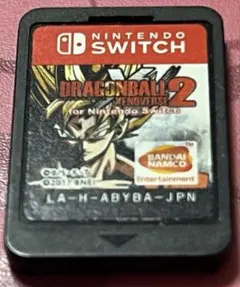 NINTENDO
SWITCH
DRAGONBALL
XENOVERSE 2
for Nintendo Switch
BANDAI
NAMCO
Entertainment
©2017 BNEI
LA-H-ABYBA-JPN